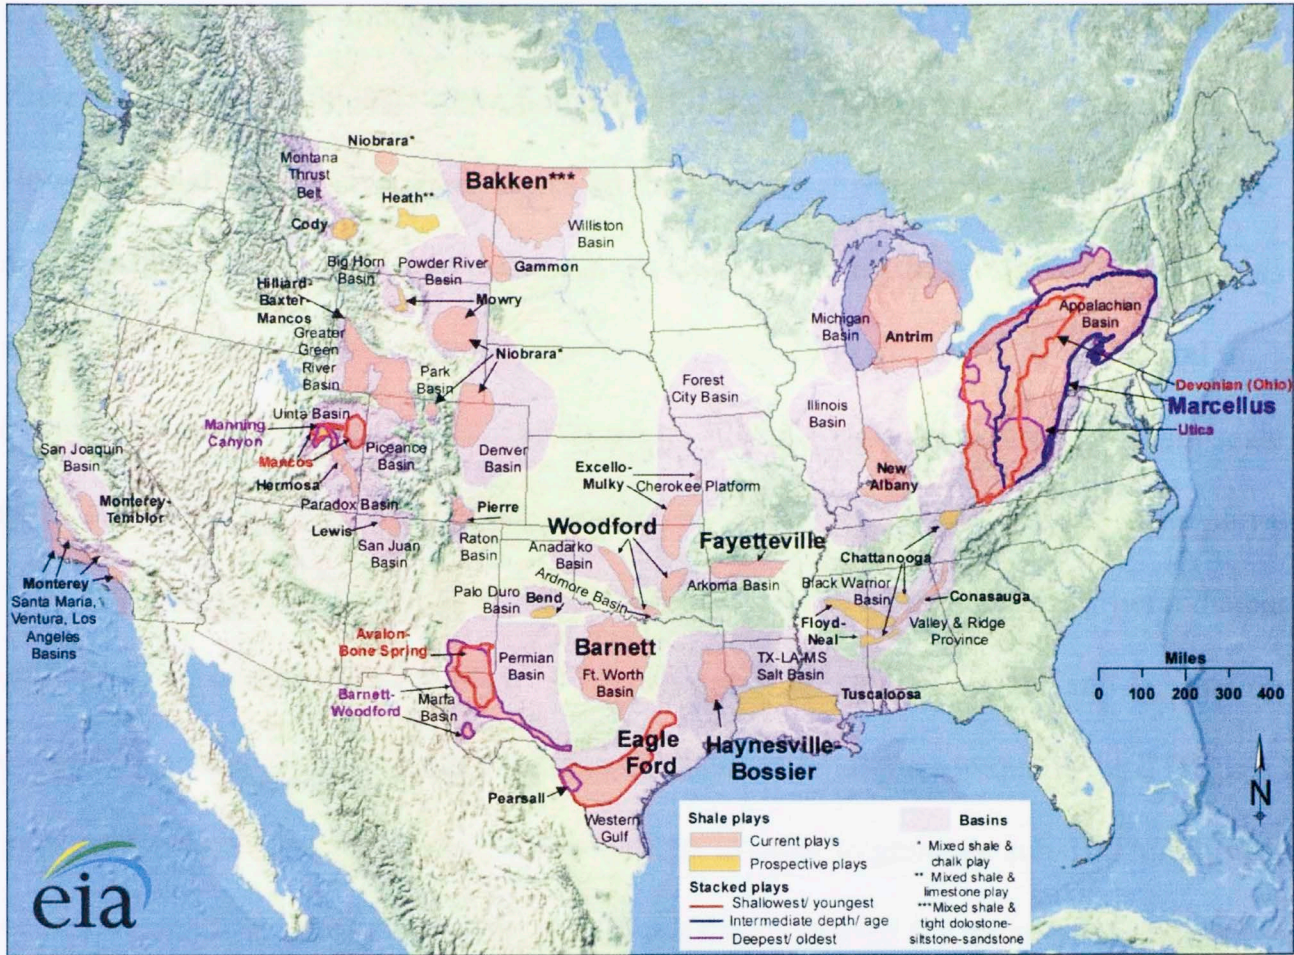 Niobrara*
Montana
Thrust
Belt
Bakken***
Heath**
Cody
Williston
Basin
Big Horn
Basin
Powder River
Basin
Gammon
Hilliard-
Baxter-
Mancos
Mowry
Greater
Green
River
Basin
Niobrara*
Park
Basin
Michigan
Basin
Antrim
Appalachian
Basin
Devonian (Ohio)
Marcellus
Utica
Forest
City Basin
Illinois
Basin
Uinta Basin
Manning
Canyon
Mancos
Piceance
Basin
Denver
Basin
Hermosa
San Joaquin
Basin
Monterey-
Temblor
Excello-
Mulky
Cherokee Platform
New
Albany
Paradox Basin
Lewis
San Juan
Basin
Pierre
Raton
Basin
Woodford
Anadarko
Basin
Fayetteville
Arkoma Basin
Chattanooga
Black Warrior
Basin
Conasauga
Monterey
Santa Maria,
Ventura, Los
Angeles
Basins
Palo Duro
Basin
Bend
Ardmore Basin
Floyd-
Neal
Valley & Ridge
Province
Avalon-
Bone Spring
Permian
Basin
Barnett
Ft. Worth
Basin
TX-LA-MS
Salt Basin
Tuscaloosa
Barnett-
Woodford
Marfa
Basin
Eagle
Ford
Haynesville-
Bossier
Pearsall
Western
Gulf
Miles
0 100 200 300 400
N
Shale plays
Current plays
Prospective plays
Stacked plays
Shallowest/ youngest
Intermediate depth/ age
Deepest/ oldest
Basins
* Mixed shale &
chalk play
** Mixed shale &
limestone play
***Mixed shale &
tight dolostone-
siltstone-sandstone
eia